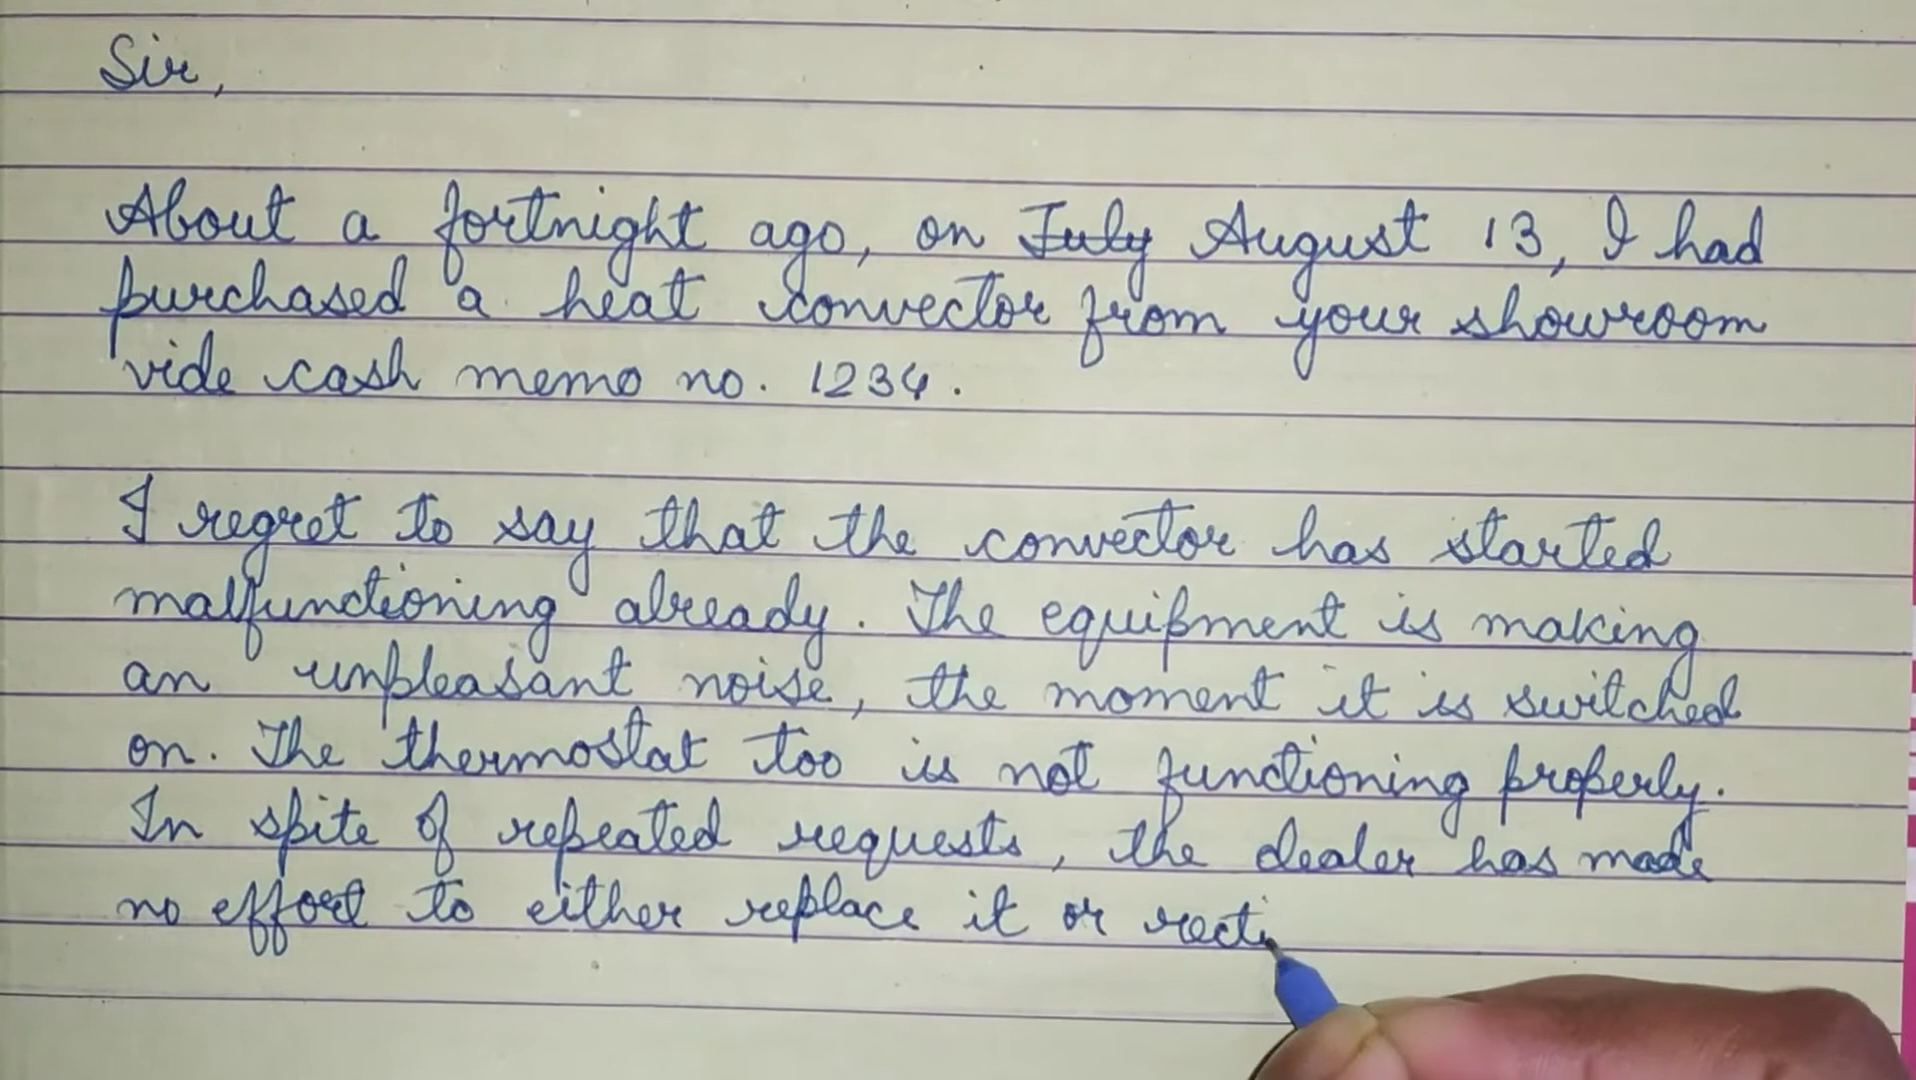 Sir,
About a fortnight ago, on July August 13, I had
purchased a heat convector from your showroom
vide cash memo no. 1234.
I regret to say that the convector has started
malfunctioning already. The equipment is making
an unpleasant noise, the moment it is switched
on. The thermostat too is not functioning properly.
In spite of repeated requests, the dealer has made
no effort to either replace it or recti